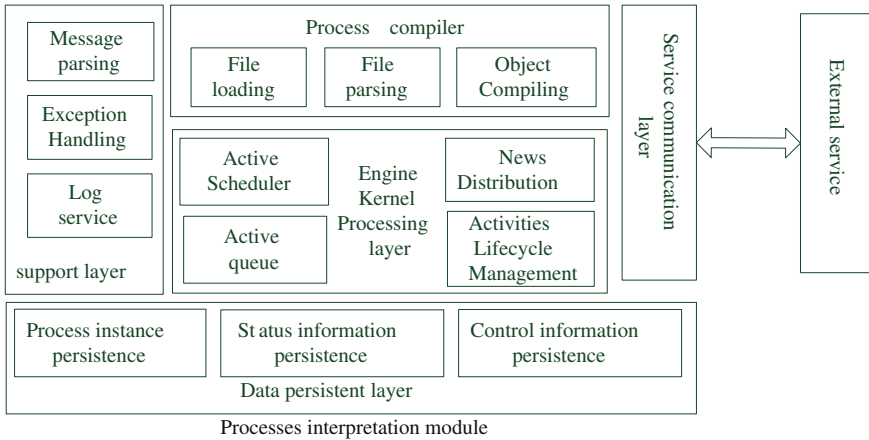 Message
parsing
Exception
Handling
Log
service
support layer
Process compiler
File
loading
File
parsing
Object
Compiling
Active
Scheduler
Active
queue
Engine
Kernel
Processing
layer
News
Distribution
Activities
Lifecycle
Management
Service communication
layer
External service
Process instance
persistence
Status information
persistence
Control information
persistence
Data persistent layer
Processes interpretation module